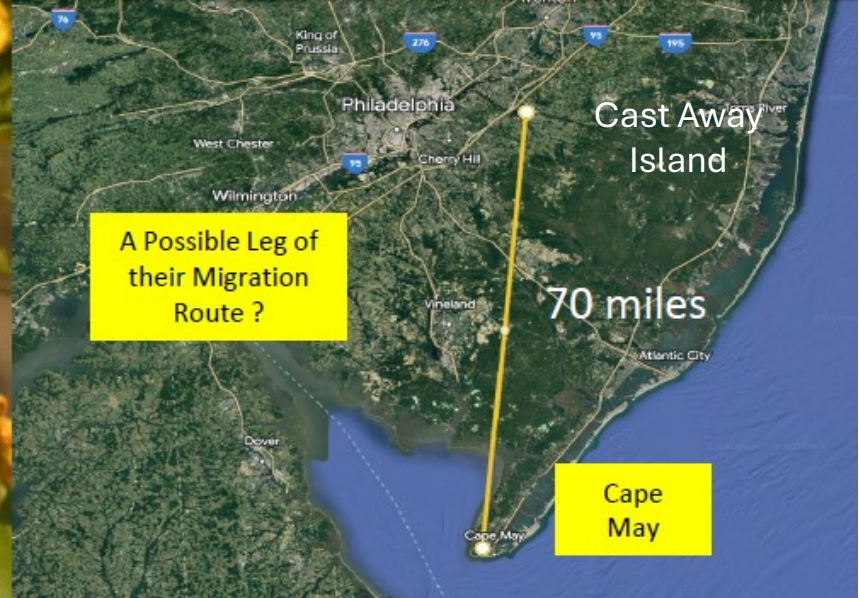 76
King of
Prussia
276
95
195
Philadelphia
Cast Away
Island
West Chester
95
Cherry Hill
Wilmington
A Possible Leg of
their Migration
Route ?
Vineland
70 miles
Atlantic City
Dover
Cape
May
Cape May